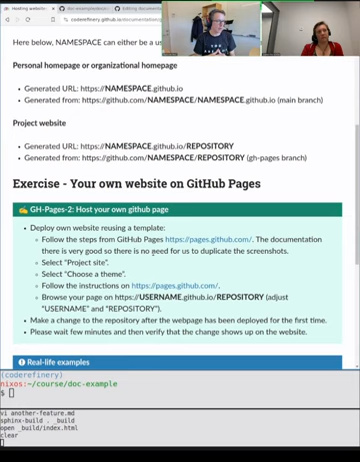 Hosting websites
Editing documentation
coderefinery.github.io/documentation/g
Here below, NAMESPACE can either be a us
Personal homepage or organizational homepage
• Generated URL: https://NAMESPACE.github.io
• Generated from: https://github.com/NAMESPACE/NAMESPACE.github.io (main branch)
Project website
• Generated URL: https://NAMESPACE.github.io/REPOSITORY
• Generated from: https://github.com/NAMESPACE/REPOSITORY (gh-pages branch)
Exercise - Your own website on GitHub Pages
GH-Pages-2: Host your own github page
• Deploy own website reusing a template:
Follow the steps from GitHub Pages https://pages.github.com/. The documentation
there is very good so there is no need for us to duplicate the screenshots.
Select "Project site".
Select "Choose a theme".
Follow the instructions on https://pages.github.com/.
Browse your page on https://USERNAME.github.io/REPOSITORY (adjust
"USERNAME" and "REPOSITORY").
• Make a change to the repository after the webpage has been deployed for the first time.
• Please wait few minutes and then verify that the change shows up on the website.
Real-life examples
(coderefinery)
nixos:~/course/doc-example
$
vi another-feature.md
sphinx-build . _build
open _build/index.html
clear